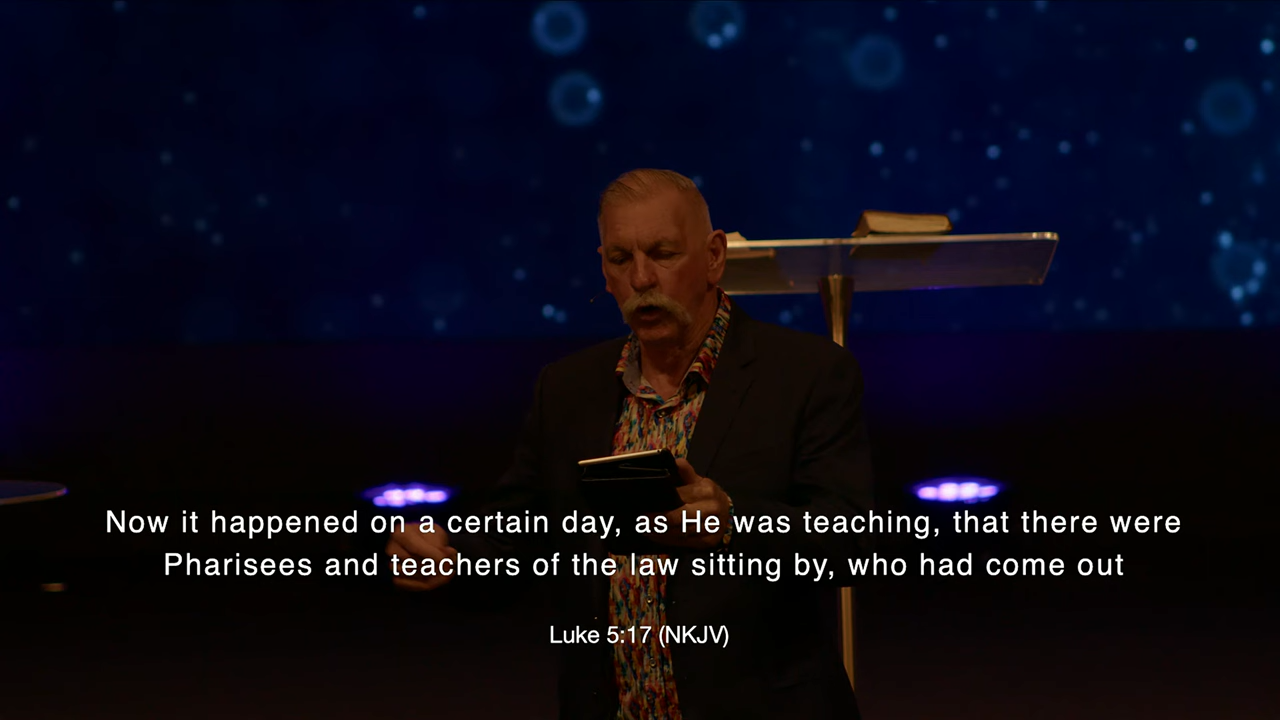 Now it happened on a certain day, as He was teaching, that there were
Pharisees and teachers of the law sitting by, who had come out
Luke 5:17 (NKJV)